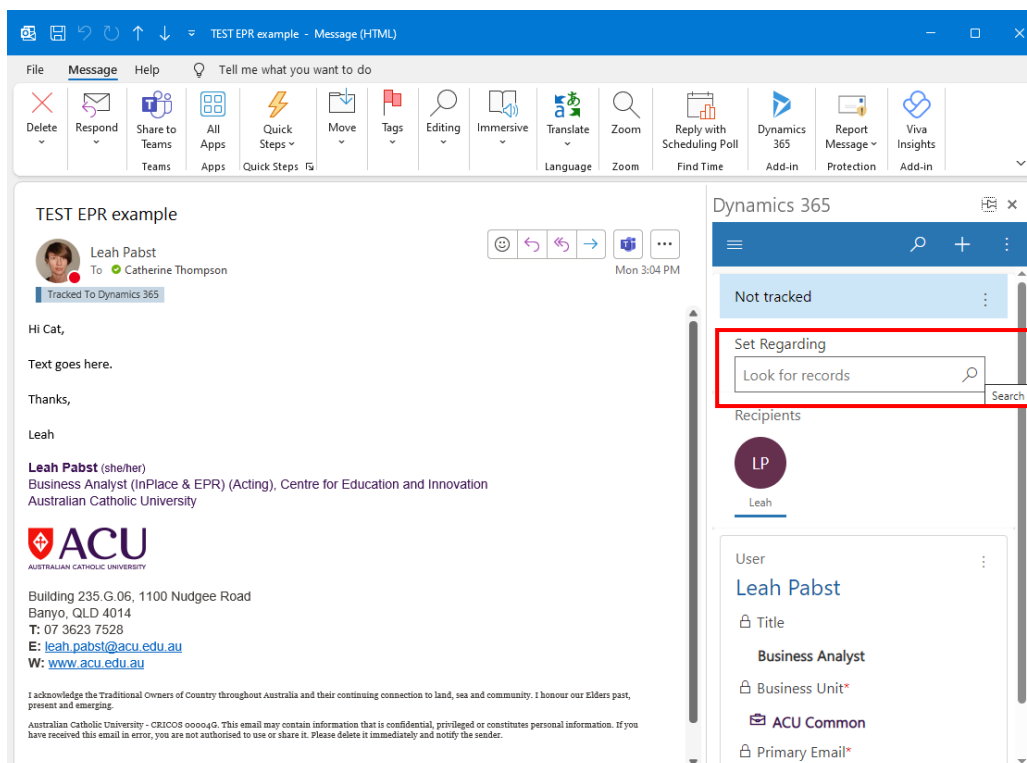 TEST EPR example - Message (HTML)
File Message Help Tell me what you want to do
Delete Respond Share to Teams All Apps Quick Steps Move Tags Editing Immersive Translate Zoom Reply with Scheduling Poll Dynamics 365 Report Message Viva Insights
Teams Apps Quick Steps Language Zoom Find Time Add-in Protection Add-in
TEST EPR example
Leah Pabst
To Catherine Thompson
Mon 3:04 PM
Tracked To Dynamics 365
Hi Cat,
Text goes here.
Thanks,
Leah
Leah Pabst (she/her)
Business Analyst (InPlace & EPR) (Acting), Centre for Education and Innovation
Australian Catholic University
ACU
AUSTRALIAN CATHOLIC UNIVERSITY
Building 235.G.06, 1100 Nudgee Road
Banyo, QLD 4014
T: 07 3623 7528
E: leah.pabst@acu.edu.au
W: www.acu.edu.au
I acknowledge the Traditional Owners of Country throughout Australia and their continuing connection to land, sea and community. I honour our Elders past,
present and emerging.
Australian Catholic University - CRICOS 00004G. This email may contain information that is confidential, privileged or constitutes personal information. If you
have received this email in error, you are not authorised to use or share it. Please delete it immediately and notify the sender.
Dynamics 365
Not tracked
Set Regarding
Look for records
Search
Recipients
LP
Leah
User
Leah Pabst
Title
Business Analyst
Business Unit*
ACU Common
Primary Email*